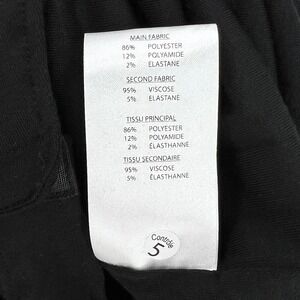 MAIN FABRIC
86% POLYESTER
12% POLYAMIDE
2% ELASTANE
SECOND FABRIC
95% VISCOSE
5% ELASTANE
TISSU PRINCIPAL
86% POLYESTER
12% POLYAMIDE
2% ÉLASTHANNE
TISSU SECONDAIRE
95% VISCOSE
5% ÉLASTHANNE
Contrôle
5